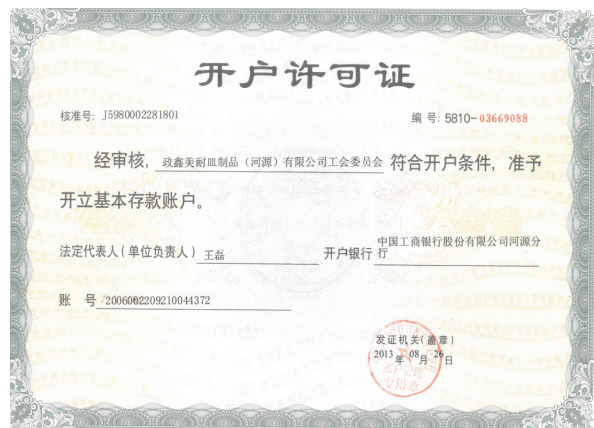 开户许可证
核准号: J5980002281801 编号: 5810-03669088
经审核, 政鑫美耐皿制品（河源）有限公司工会委员会 符合开户条件, 准予
开立基本存款账户。
法定代表人(单位负责人) 王磊 开户银行 中国工商银行股份有限公司河源分
行
账 号 2006002209210044372
发证机关(盖章)
2013 年 08 月 26 日
专用章